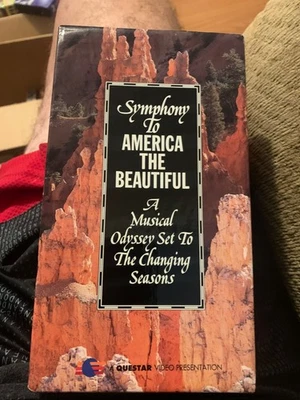 Symphony
To
AMERICA
THE
BEAUTIFUL
A
Musical
Odyssey Set To
The Changing
Seasons
A QUESTAR VIDEO PRESENTATION